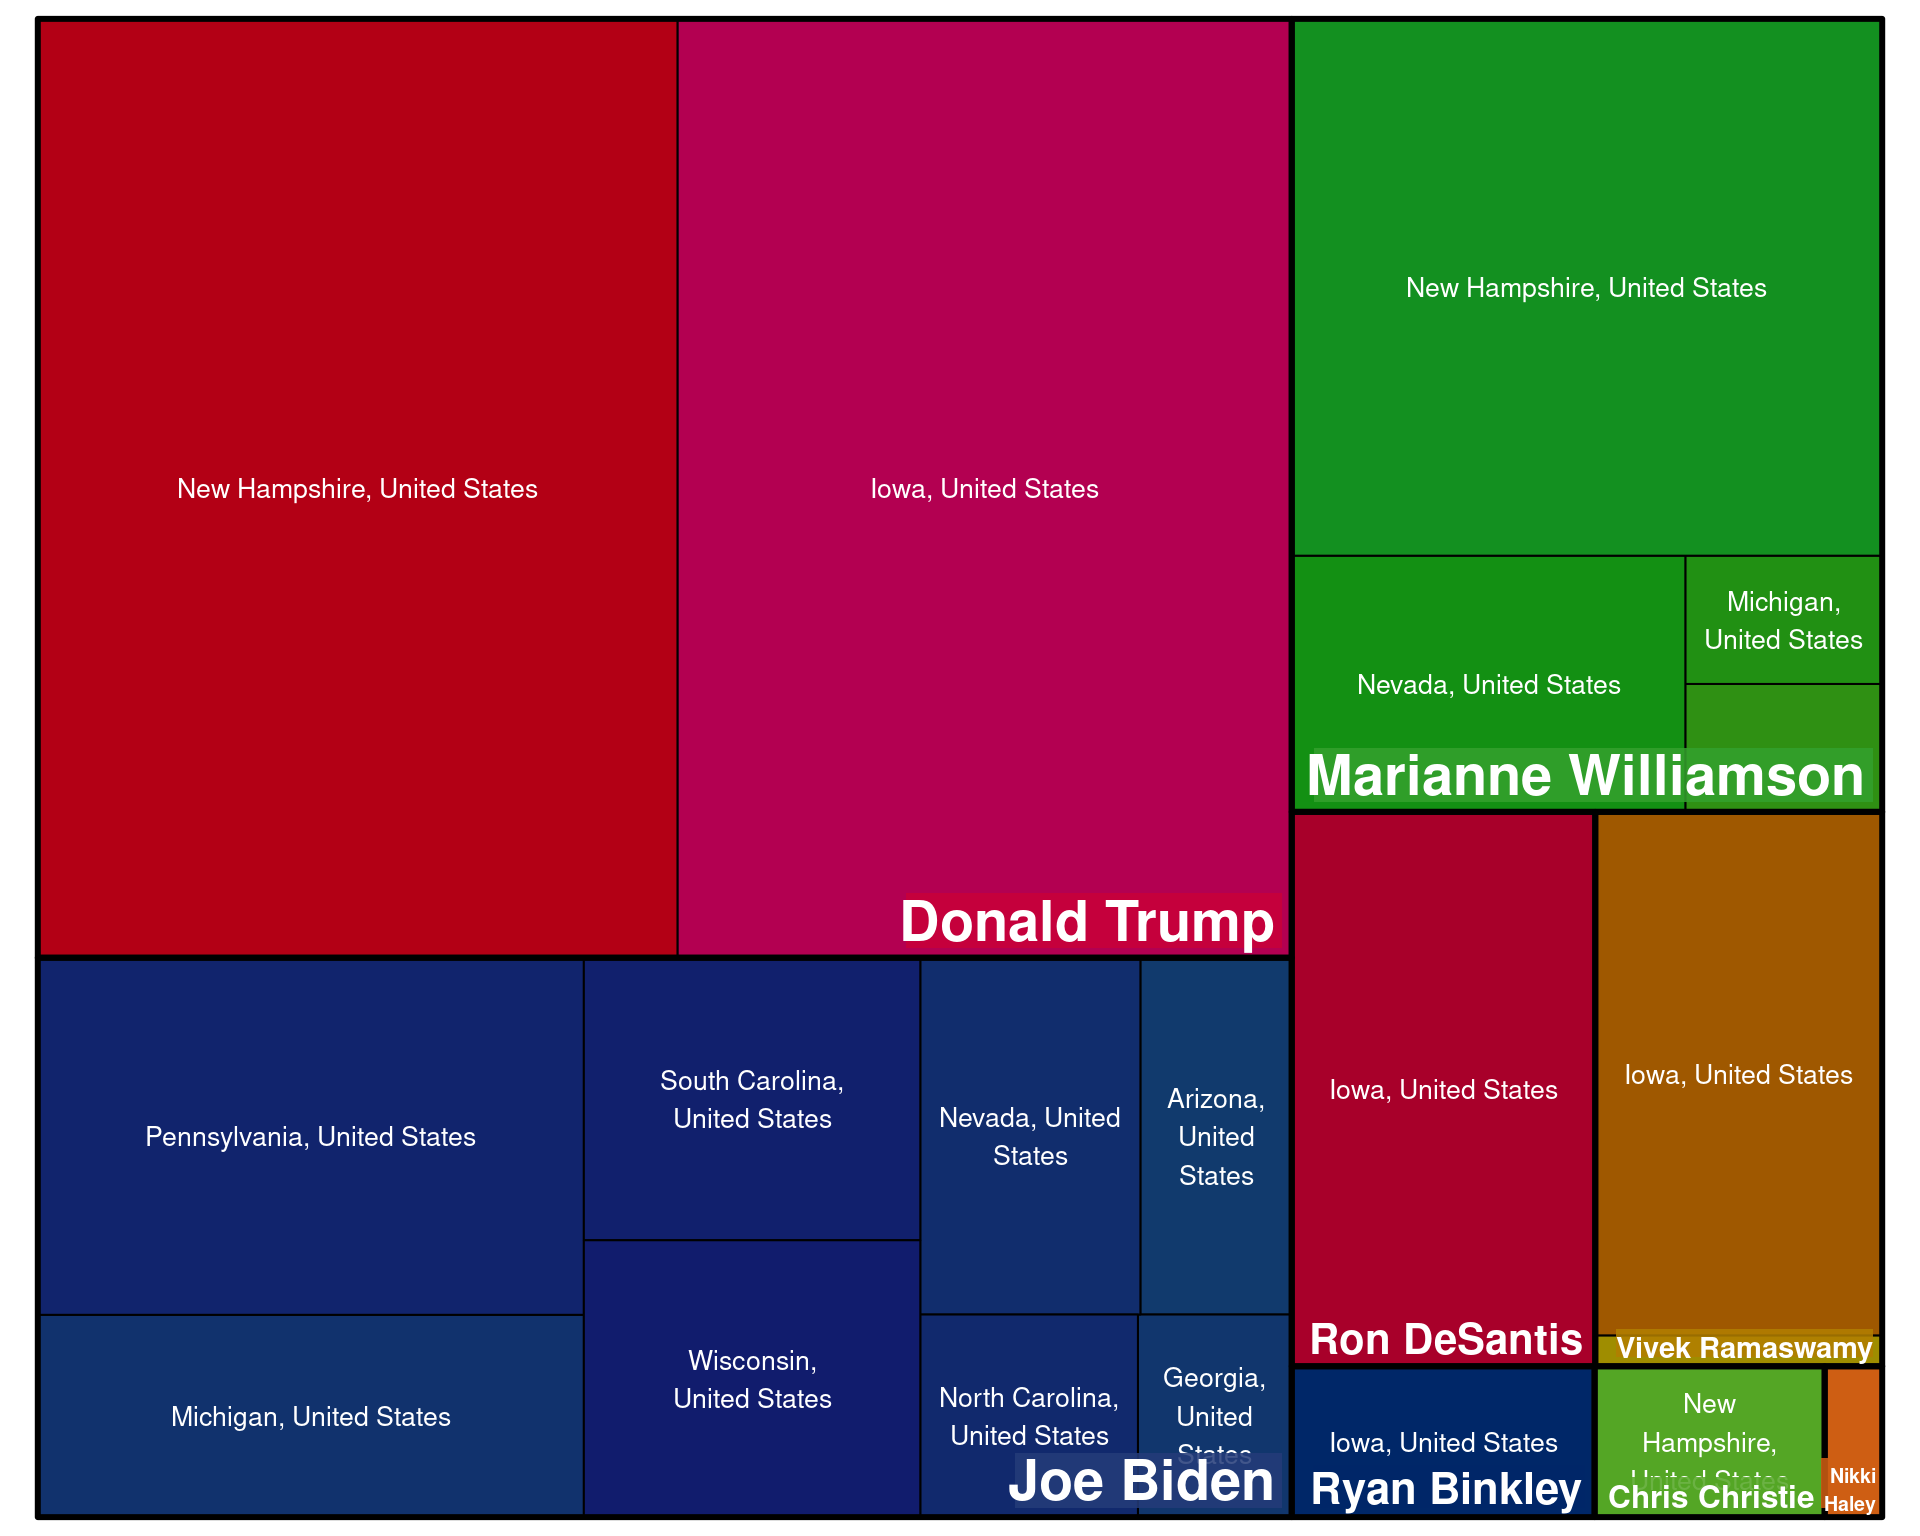 New Hampshire, United States
Iowa, United States
Donald Trump
New Hampshire, United States
Nevada, United States
Michigan,
United States
Marianne Williamson
Pennsylvania, United States
Michigan, United States
South Carolina,
United States
Wisconsin,
United States
Nevada, United
States
Arizona,
United
States
North Carolina,
United States
Georgia,
United
States
Joe Biden
Iowa, United States
Ron DeSantis
Iowa, United States
Vivek Ramaswamy
Iowa, United States
Ryan Binkley
New
Hampshire,
United States
Chris Christie
Nikki
Haley